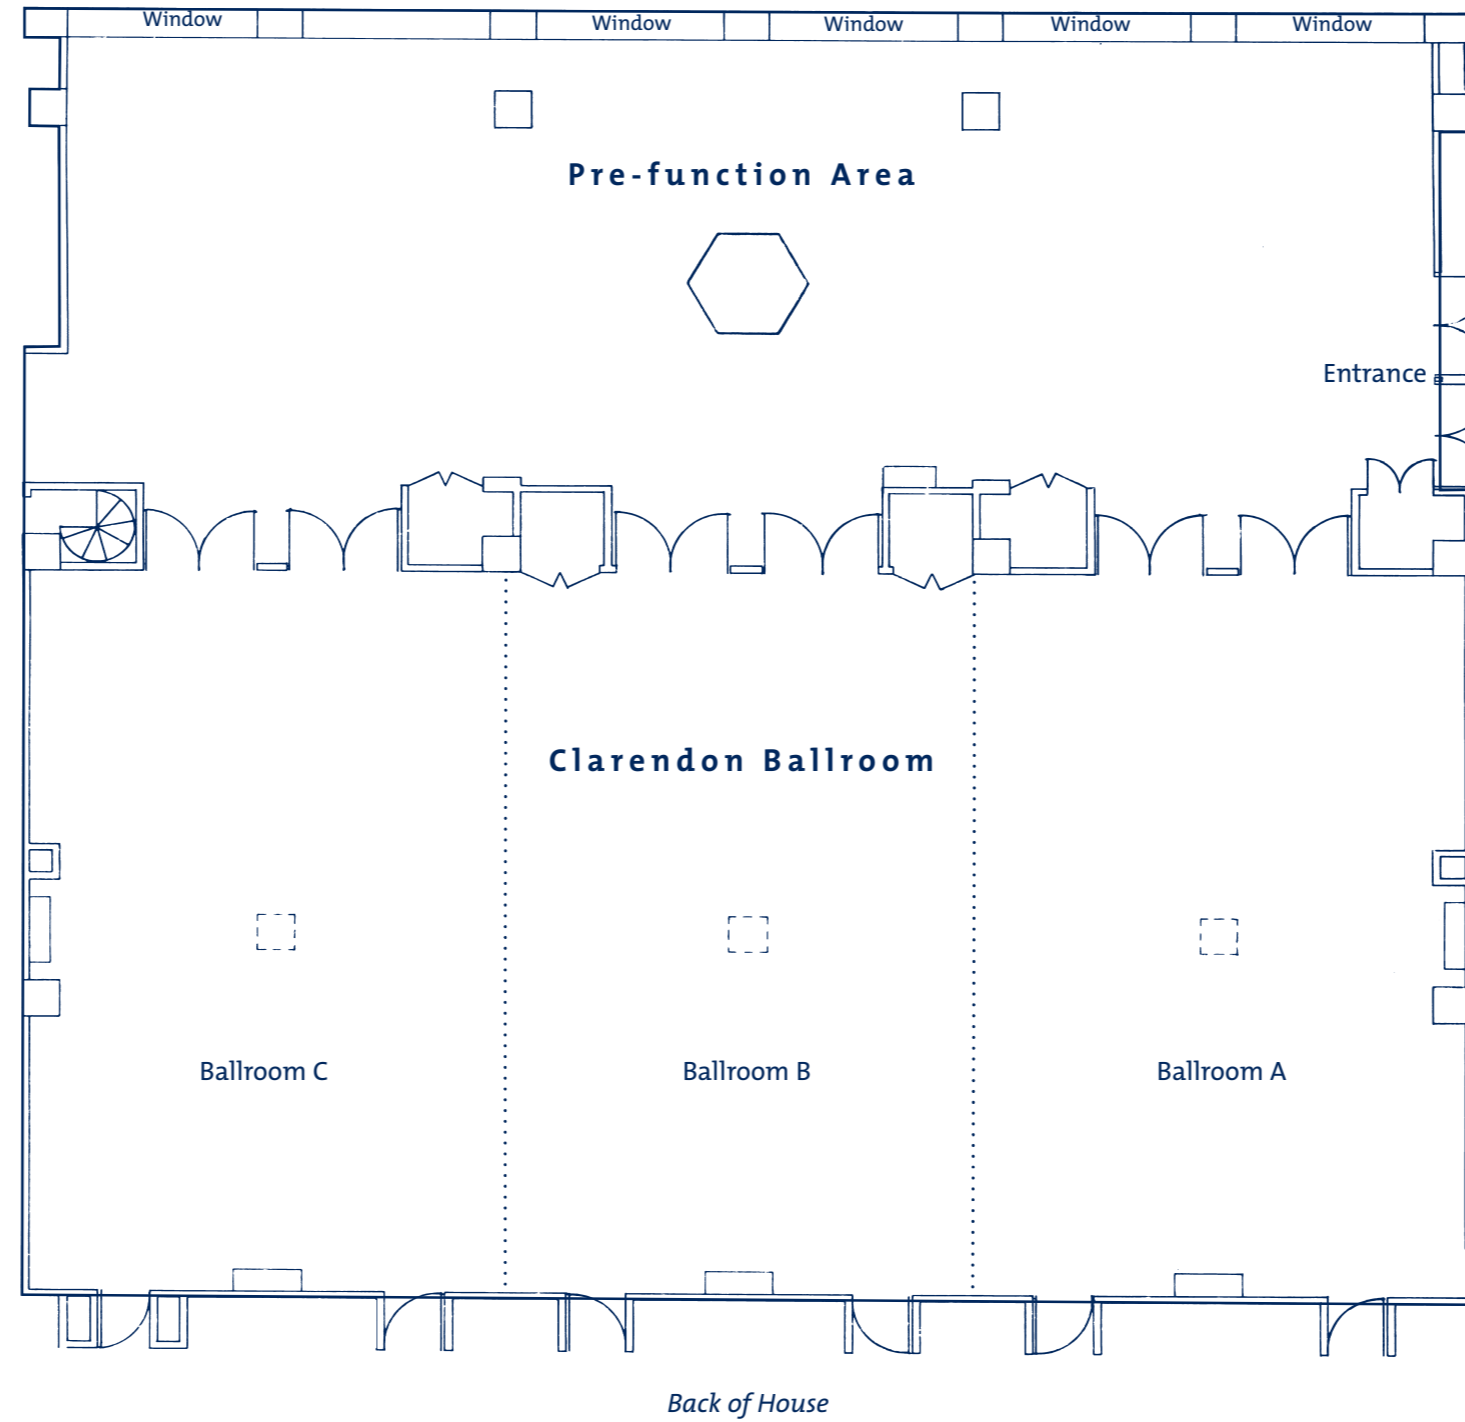 Window
Window
Window
Window
Window
Pre-function Area
Entrance
Clarendon Ballroom
Ballroom C
Ballroom B
Ballroom A
Back of House